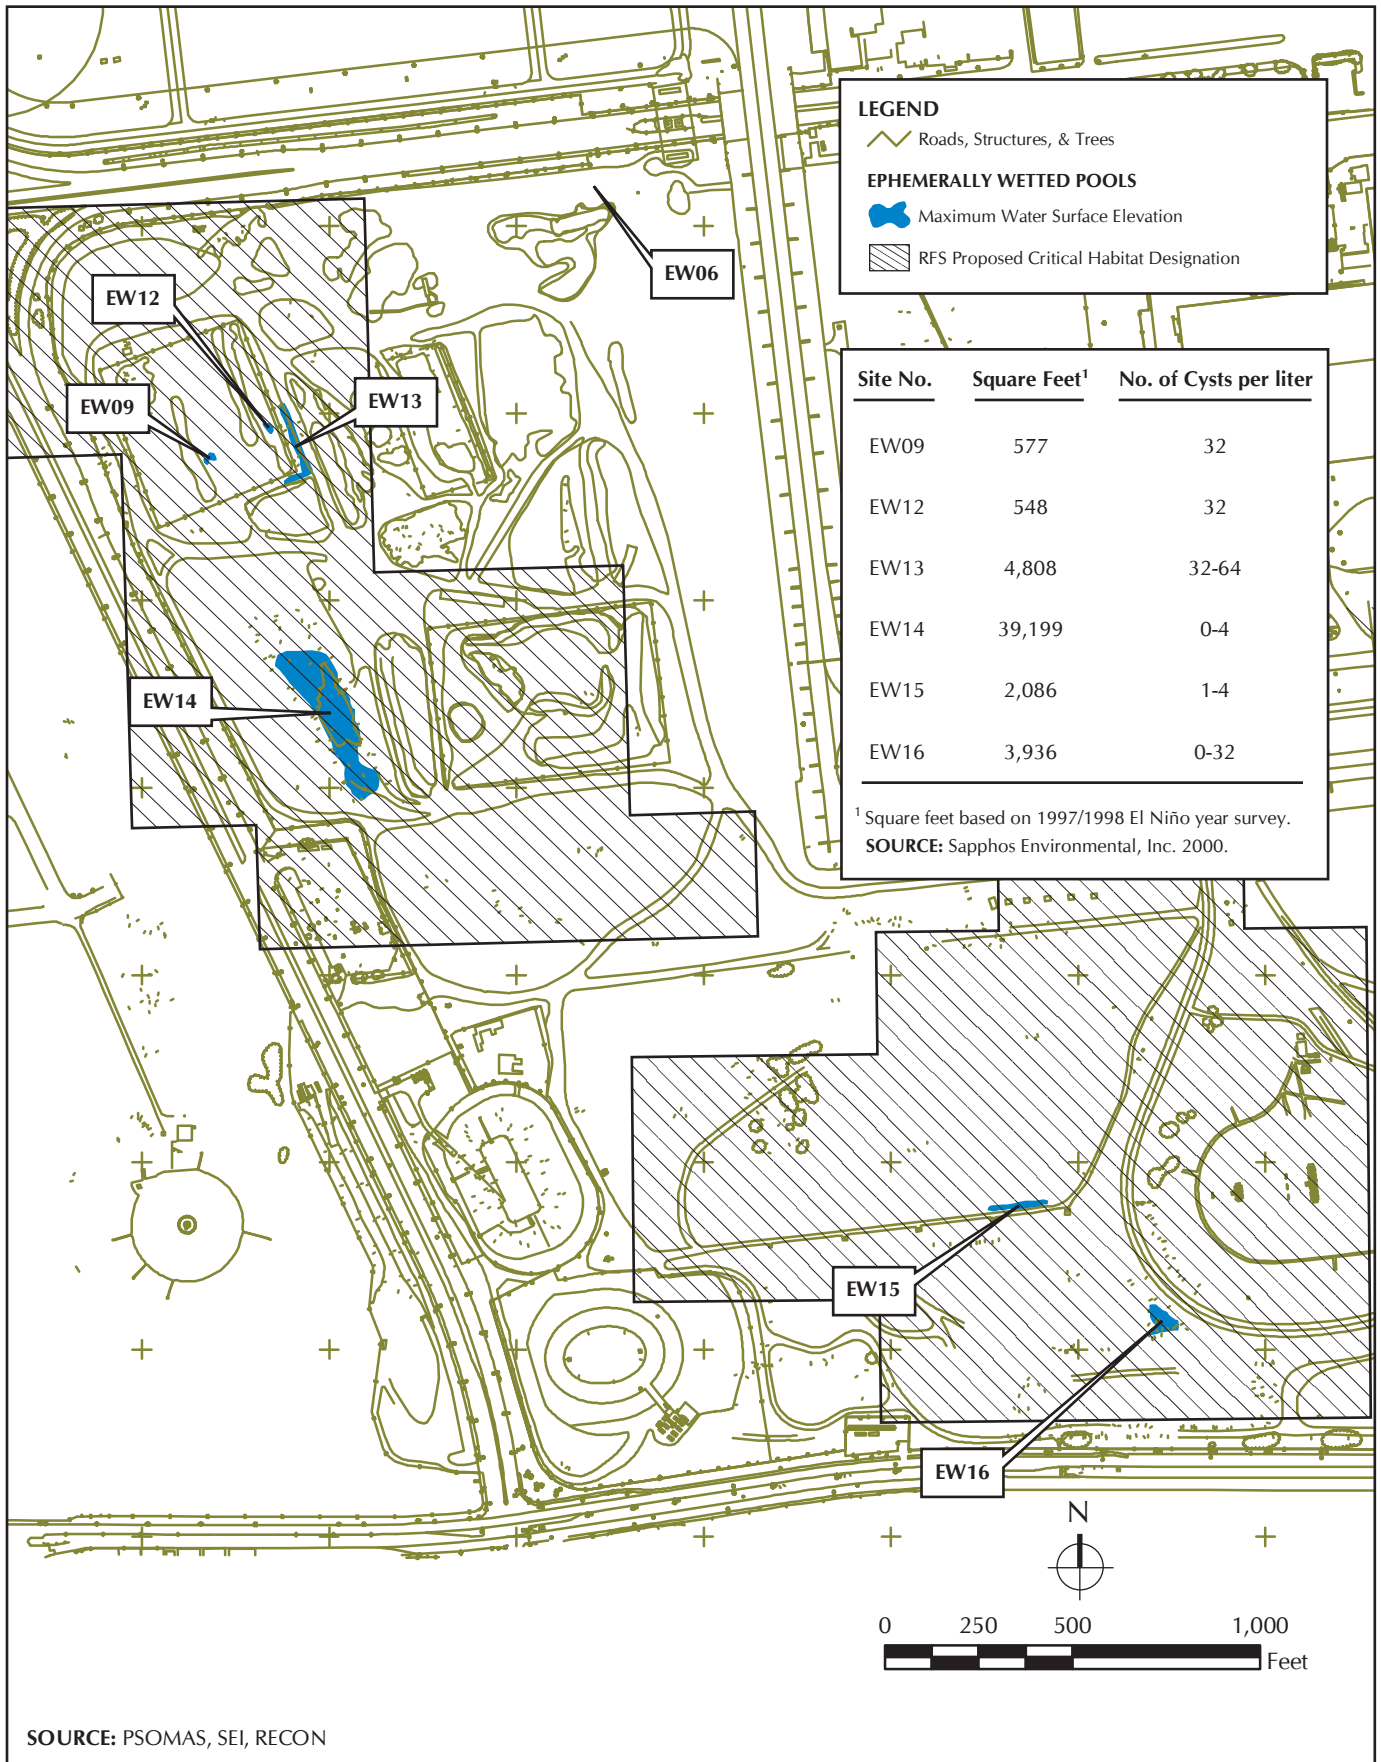 LEGEND
Roads, Structures, & Trees
EPHEMERALLY WETTED POOLS
Maximum Water Surface Elevation
RFS Proposed Critical Habitat Designation
EW06
EW12
EW09
EW13
Site No. Square Feet¹ No. of Cysts per liter
EW09 577 32
EW12 548 32
EW13 4,808 32-64
EW14 39,199 0-4
EW15 2,086 1-4
EW16 3,936 0-32
¹ Square feet based on 1997/1998 El Niño year survey.
SOURCE: Sapphos Environmental, Inc. 2000.
EW14
EW15
EW16
N
0 250 500 1,000
Feet
SOURCE: PSOMAS, SEI, RECON